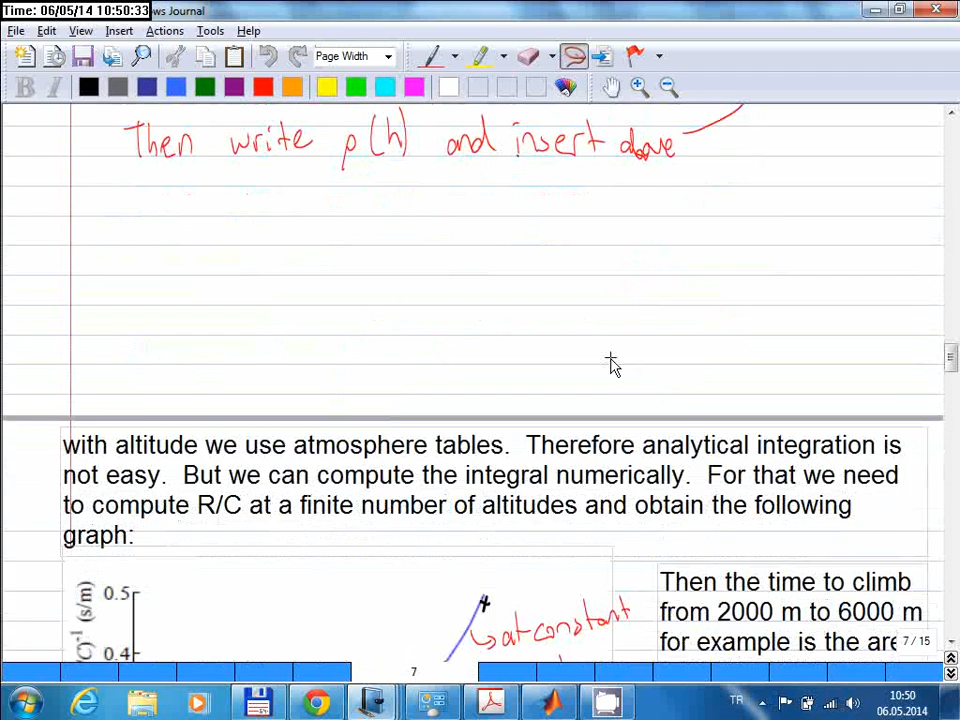 Time: 06/05/14 10:50:33ws Journal
File Edit View Insert Actions Tools Help
Page Width
B I
Then write ρ(h) and insert above
with altitude we use atmosphere tables. Therefore analytical integration is
not easy. But we can compute the integral numerically. For that we need
to compute R/C at a finite number of altitudes and obtain the following
graph:
C)⁻¹ (s/m)
0.5
0.4
at constant
Then the time to climb
from 2000 m to 6000 m
for example is the are
7 / 15
7
TR
10:50
06.05.2014